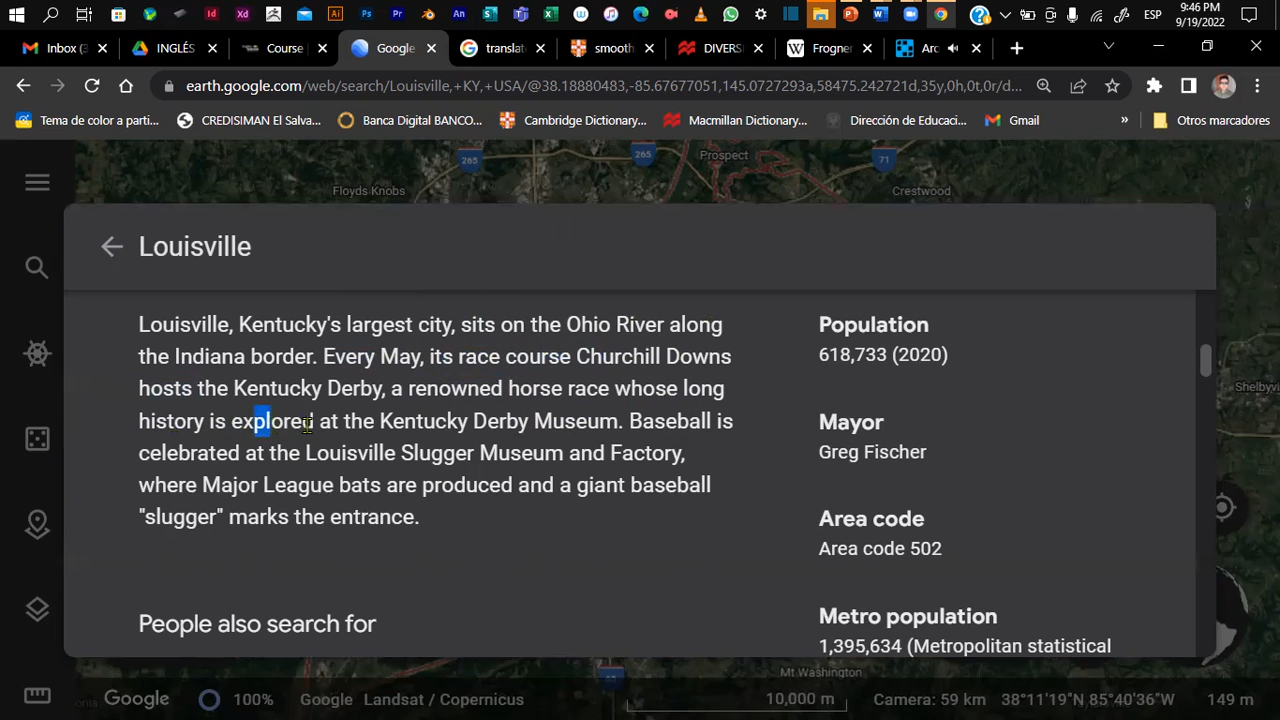 9:46 PM
ESP
9/19/2022
Inbox (3
INGLÉS
Course
Google
translat
smooth
DIVERS
Frogner
Arc
earth.google.com/web/search/Louisville,+KY,+USA/@38.18880483,-85.67677051,145.0727293a,58475.242721d,35y,0h,0t,0r/d...
Tema de color a parti...
CREDISIMAN El Salva...
Banca Digital BANCO...
Cambridge Dictionary...
Macmillan Dictionary...
Dirección de Educaci...
Gmail
»
Otros marcadores
265
265
Prospect
71
Floyds Knobs
Crestwood
Louisville
Louisville, Kentucky's largest city, sits on the Ohio River along
the Indiana border. Every May, its race course Churchill Downs
hosts the Kentucky Derby, a renowned horse race whose long
history is explored at the Kentucky Derby Museum. Baseball is
celebrated at the Louisville Slugger Museum and Factory,
where Major League bats are produced and a giant baseball
"slugger" marks the entrance.
People also search for
Population
618,733 (2020)
Mayor
Greg Fischer
Area code
Area code 502
Metro population
1,395,634 (Metropolitan statistical
Shelbyvi
Mt Washington
Google
100%
Google
Landsat / Copernicus
10,000 m
Camera: 59 km
38°11'19"N 85°40'36"W
149 m